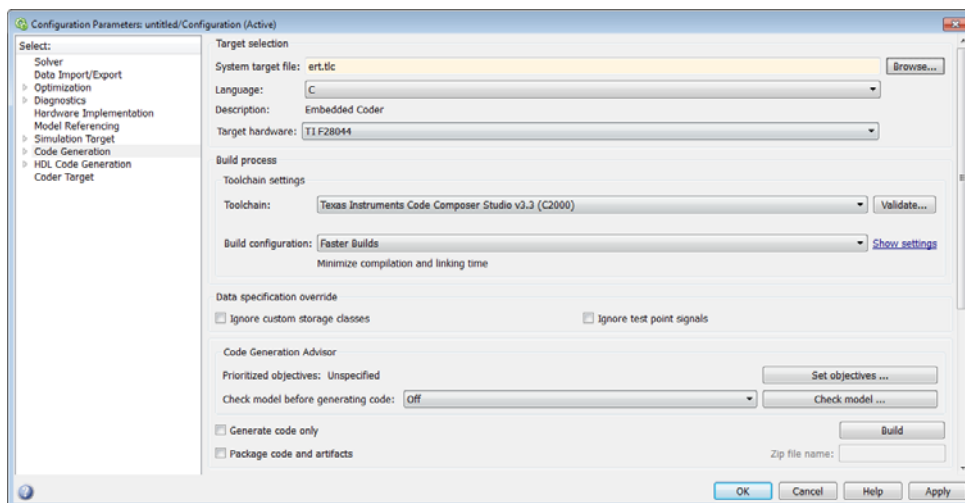 Configuration Parameters: untitled/Configuration (Active)
Select:
Solver
Data Import/Export
Optimization
Diagnostics
Hardware Implementation
Model Referencing
Simulation Target
Code Generation
HDL Code Generation
Coder Target
Target selection
System target file: ert.tlc Browse...
Language: C
Description: Embedded Coder
Target hardware: TI F28044
Build process
Toolchain settings
Toolchain: Texas Instruments Code Composer Studio v3.3 (C2000) Validate...
Build configuration: Faster Builds Show settings
Minimize compilation and linking time
Data specification override
Ignore custom storage classes Ignore test point signals
Code Generation Advisor
Prioritized objectives: Unspecified Set objectives ...
Check model before generating code: Off Check model ...
Generate code only Build
Package code and artifacts Zip file name:
OK Cancel Help Apply